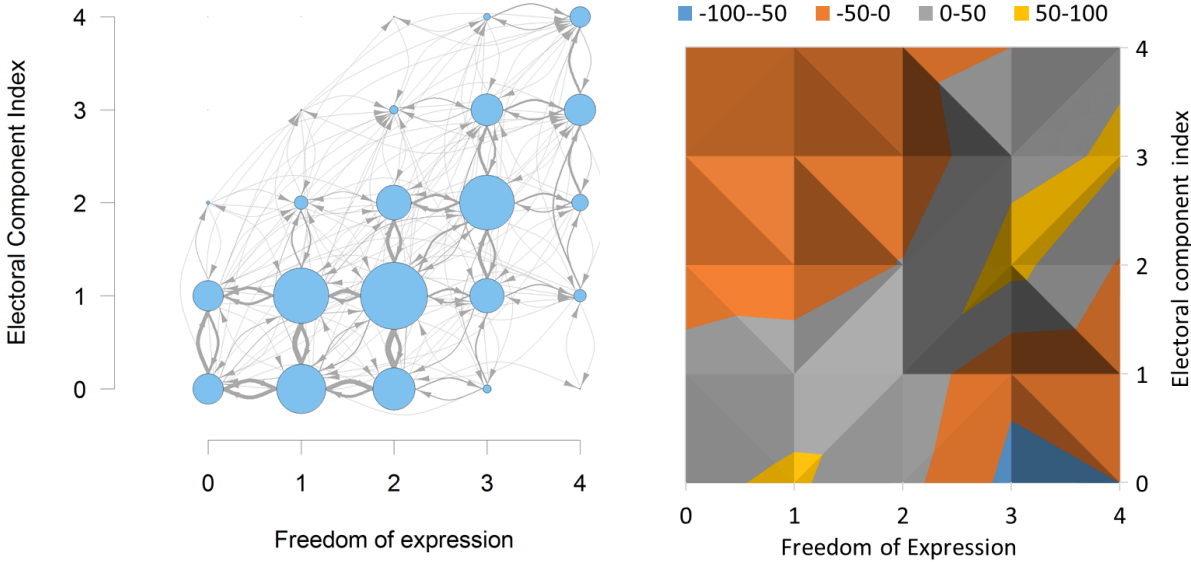 Electoral Component Index
4
3
2
1
0
0 1 2 3 4
Freedom of expression
-100--50 -50-0 0-50 50-100
4
3
2
1
0
Electoral component index
0 1 2 3 4
Freedom of Expression